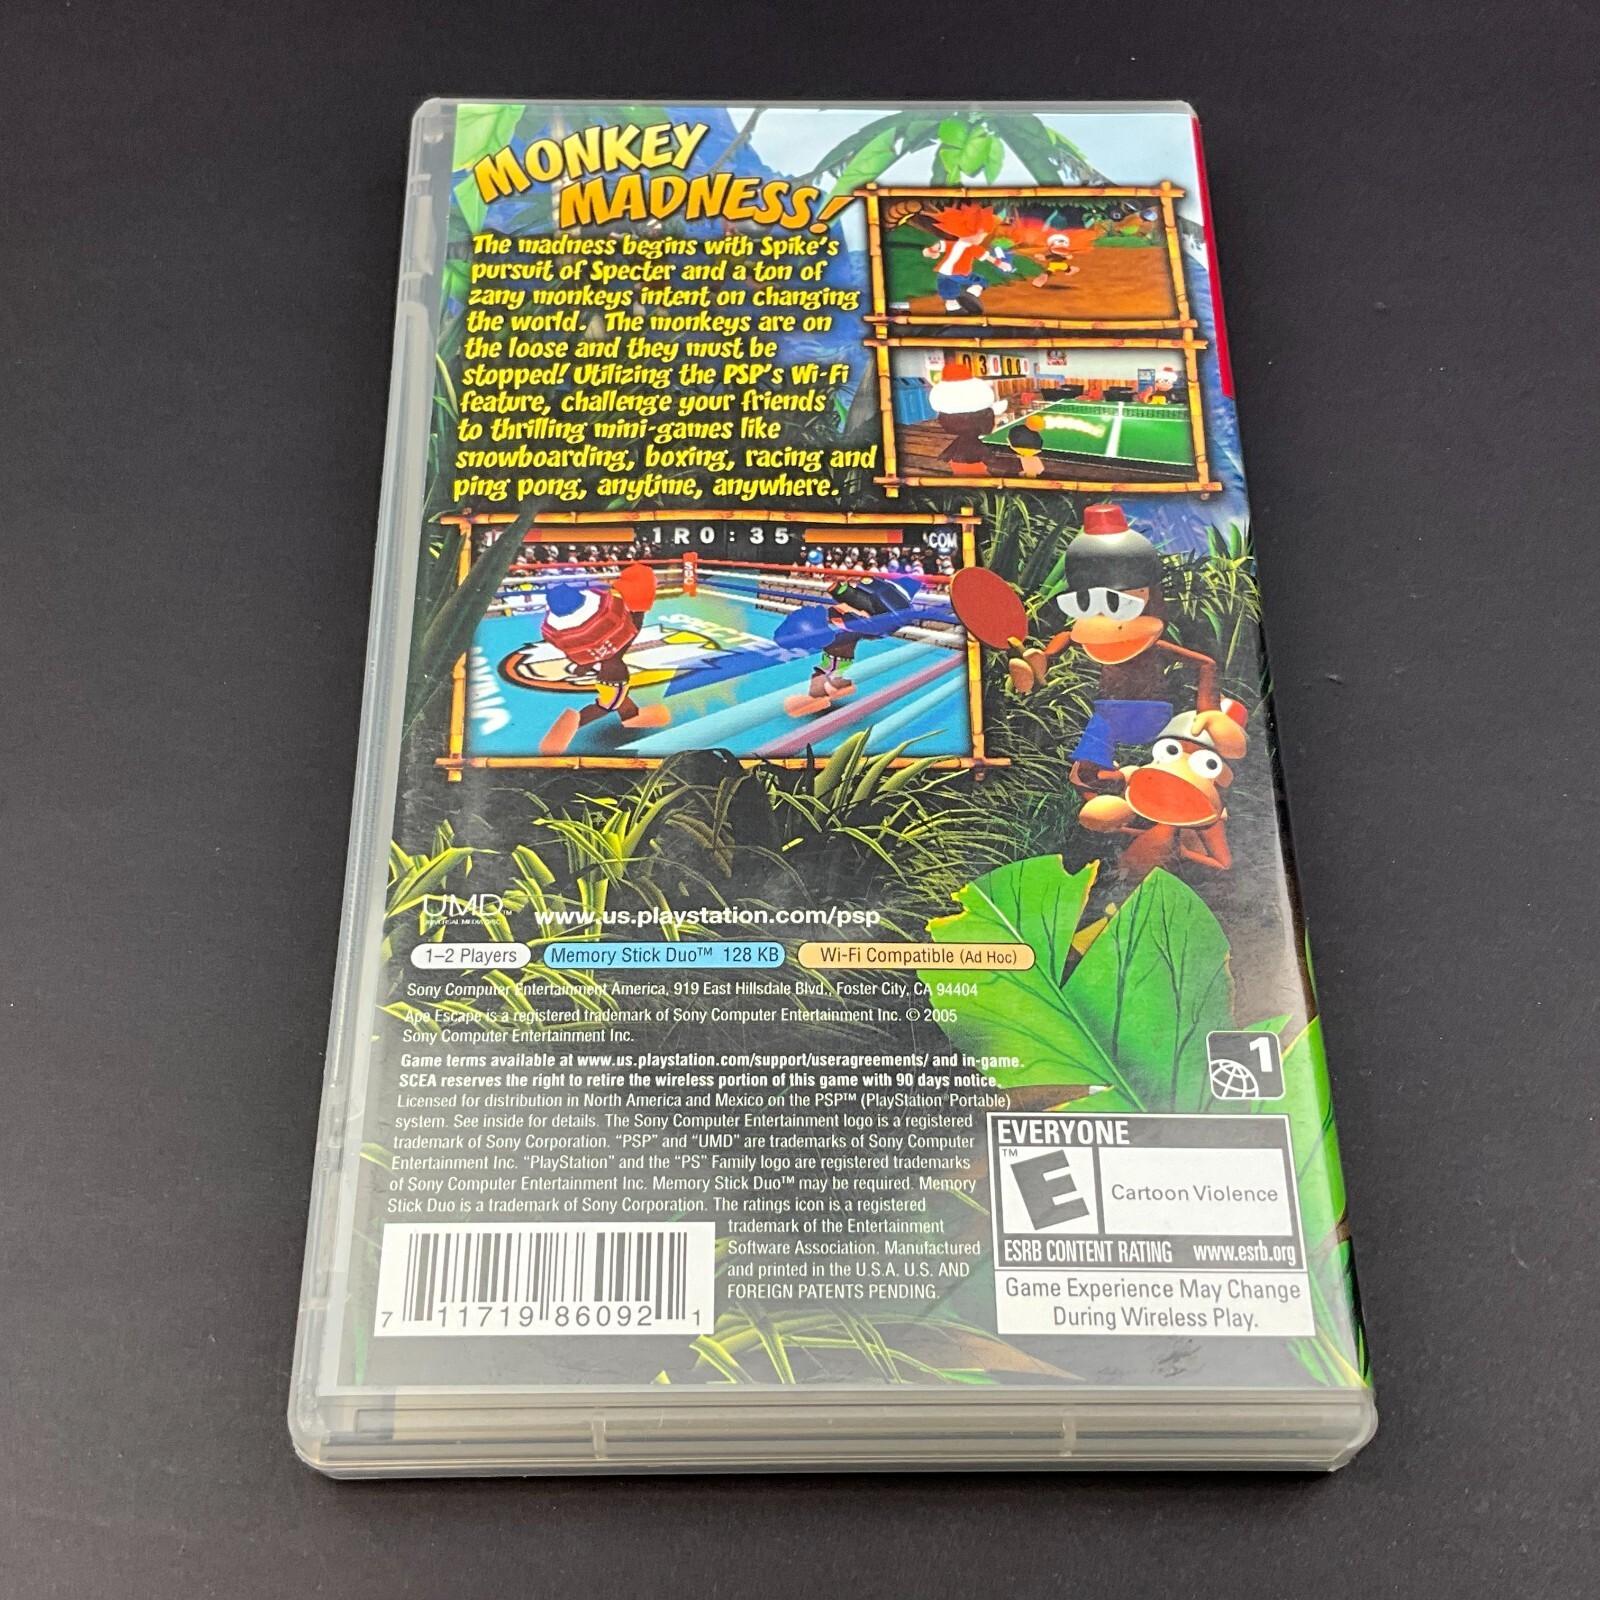 MONKEY
MADNESS!
The madness begins with Spike's
pursuit of Specter and a ton of
zany monkeys intent on changing
the world. The monkeys are on
the loose and they must be
stopped! Utilizing the PSP's Wi-Fi
feature, challenge your friends
to thrilling mini-games like
snowboarding, boxing, racing and
ping pong, anytime, anywhere.
1R0:35
COM
SPECT
UMD™
UNIVERSAL MEDIA DISC
www.us.playstation.com/psp
1–2 Players
Memory Stick Duo™ 128 KB
Wi-Fi Compatible (Ad Hoc)
Sony Computer Entertainment America, 919 East Hillsdale Blvd., Foster City, CA 94404
Ape Escape is a registered trademark of Sony Computer Entertainment Inc. © 2005
Sony Computer Entertainment Inc.
Game terms available at www.us.playstation.com/support/useragreements/ and in-game.
SCEA reserves the right to retire the wireless portion of this game with 90 days notice.
Licensed for distribution in North America and Mexico on the PSP™ (PlayStation®Portable)
system. See inside for details. The Sony Computer Entertainment logo is a registered
trademark of Sony Corporation. “PSP” and “UMD” are trademarks of Sony Computer
Entertainment Inc. “PlayStation” and the “PS” Family logo are registered trademarks
of Sony Computer Entertainment Inc. Memory Stick Duo™ may be required. Memory
Stick Duo is a trademark of Sony Corporation. The ratings icon is a registered
trademark of the Entertainment
Software Association. Manufactured
and printed in the U.S.A. U.S. AND
FOREIGN PATENTS PENDING.
7 11719 86092 1
1
EVERYONE
™
E
Cartoon Violence
ESRB CONTENT RATING www.esrb.org
Game Experience May Change
During Wireless Play.